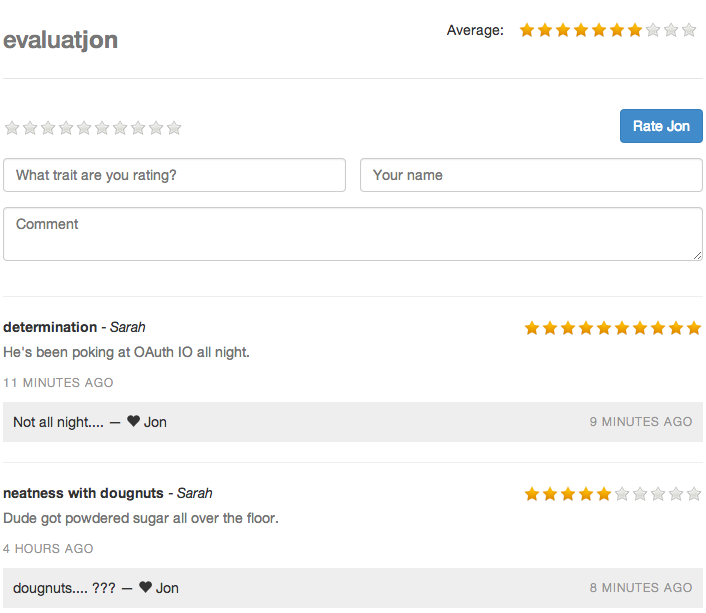 evaluatjon
Average:
Rate Jon
What trait are you rating?
Your name
Comment
determination - Sarah
He's been poking at OAuth IO all night.
11 MINUTES AGO
Not all night.... — ♥ Jon
9 MINUTES AGO
neatness with dougnuts - Sarah
Dude got powdered sugar all over the floor.
4 HOURS AGO
dougnuts.... ??? — ♥ Jon
8 MINUTES AGO